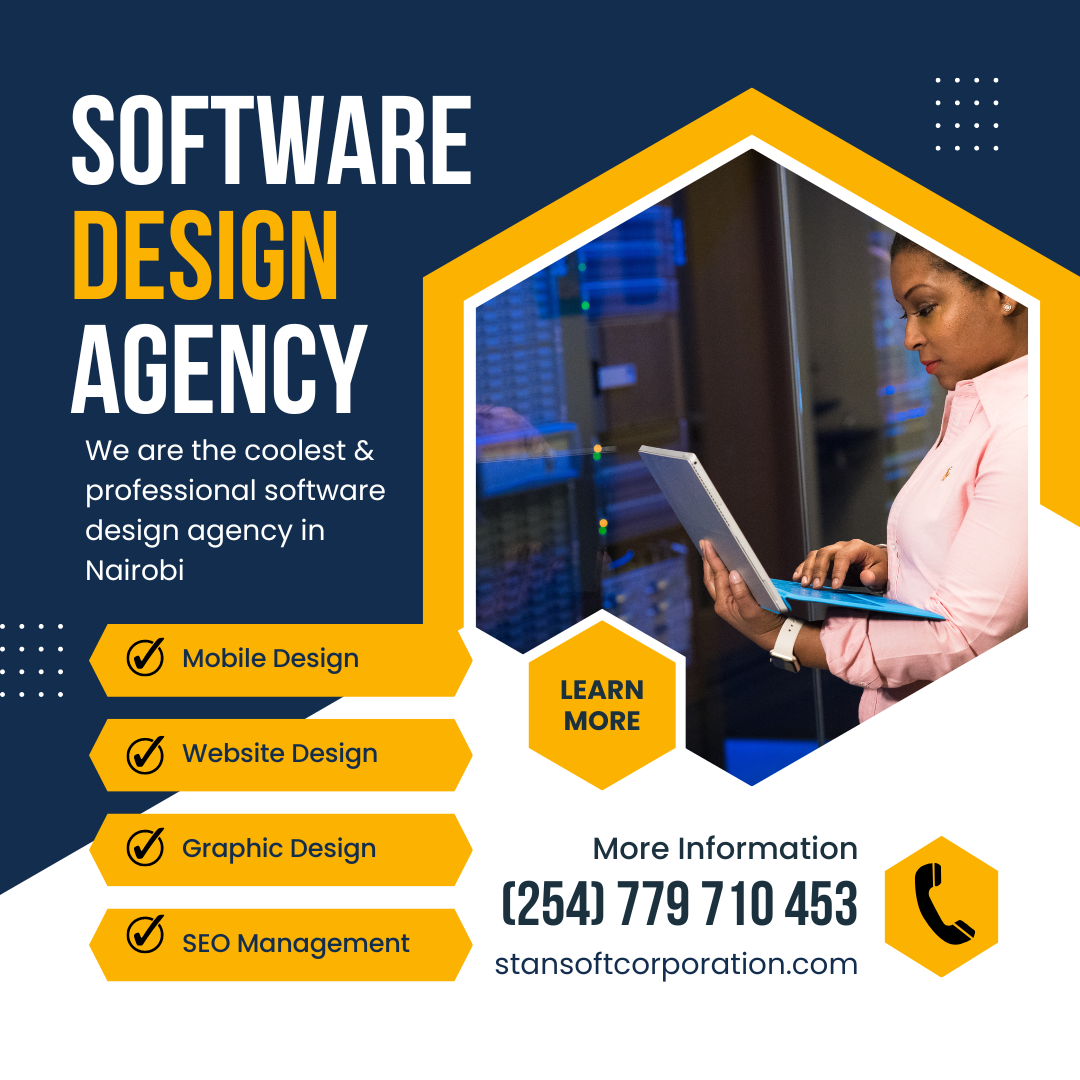 SOFTWARE
DESIGN
AGENCY
We are the coolest &
professional software
design agency in
Nairobi
Mobile Design
Website Design
Graphic Design
SEO Management
LEARN
MORE
More Information
(254) 779 710 453
stansoftcorporation.com